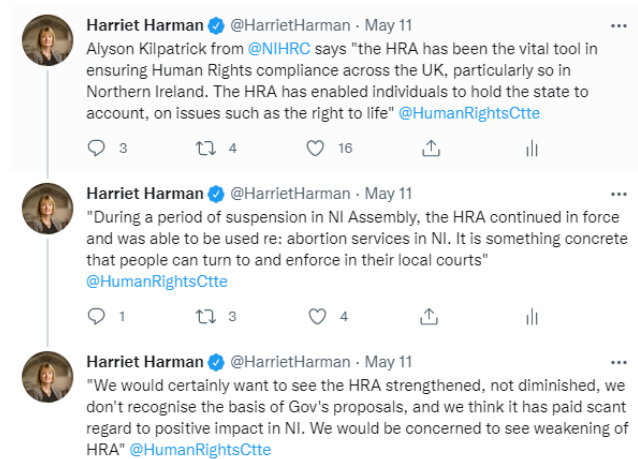 Harriet Harman @HarrietHarman · May 11
Alyson Kilpatrick from @NIHRC says "the HRA has been the vital tool in
ensuring Human Rights compliance across the UK, particularly so in
Northern Ireland. The HRA has enabled individuals to hold the state to
account, on issues such as the right to life" @HumanRightsCtte
3 4 16
Harriet Harman @HarrietHarman · May 11
"During a period of suspension in NI Assembly, the HRA continued in force
and was able to be used re: abortion services in NI. It is something concrete
that people can turn to and enforce in their local courts"
@HumanRightsCtte
1 3 4
Harriet Harman @HarrietHarman · May 11
"We would certainly want to see the HRA strengthened, not diminished, we
don't recognise the basis of Gov's proposals, and we think it has paid scant
regard to positive impact in NI. We would be concerned to see weakening of
HRA" @HumanRightsCtte